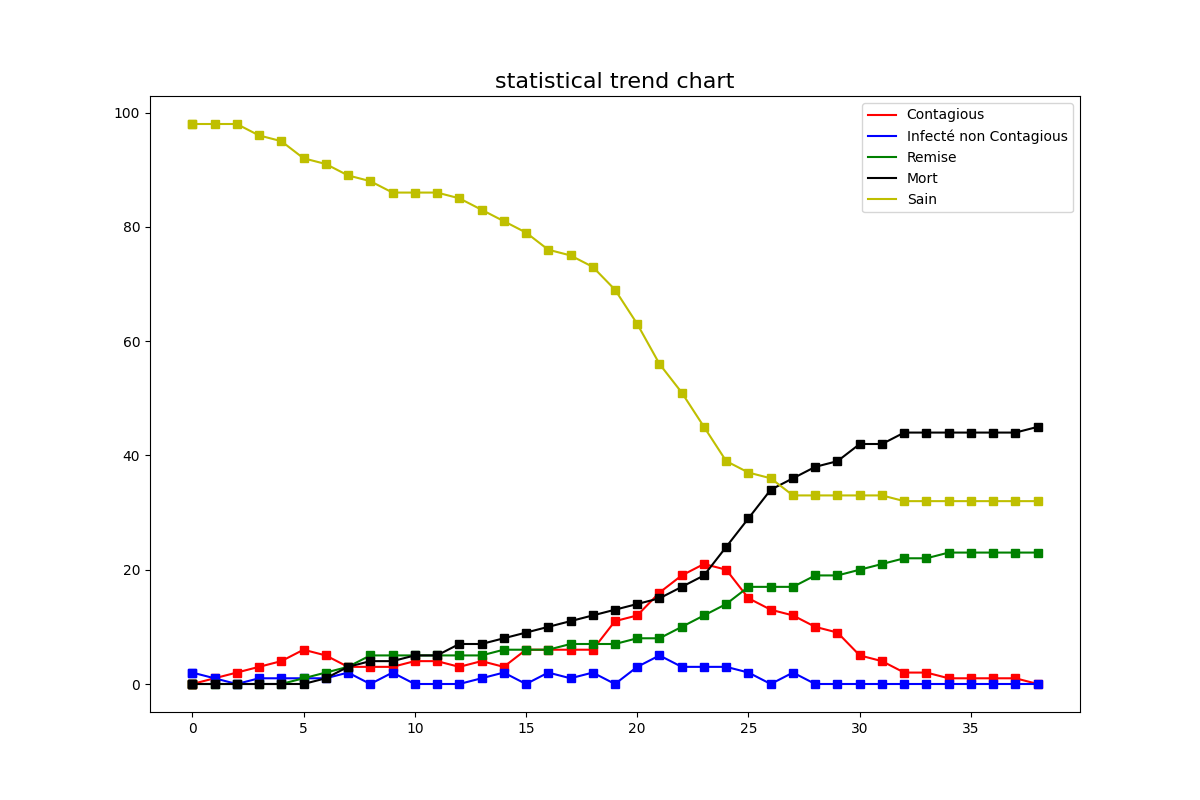 statistical trend chart
100
80
60
40
20
0
Contagious
Infecté non Contagious
Remise
Mort
Sain
0 5 10 15 20 25 30 35